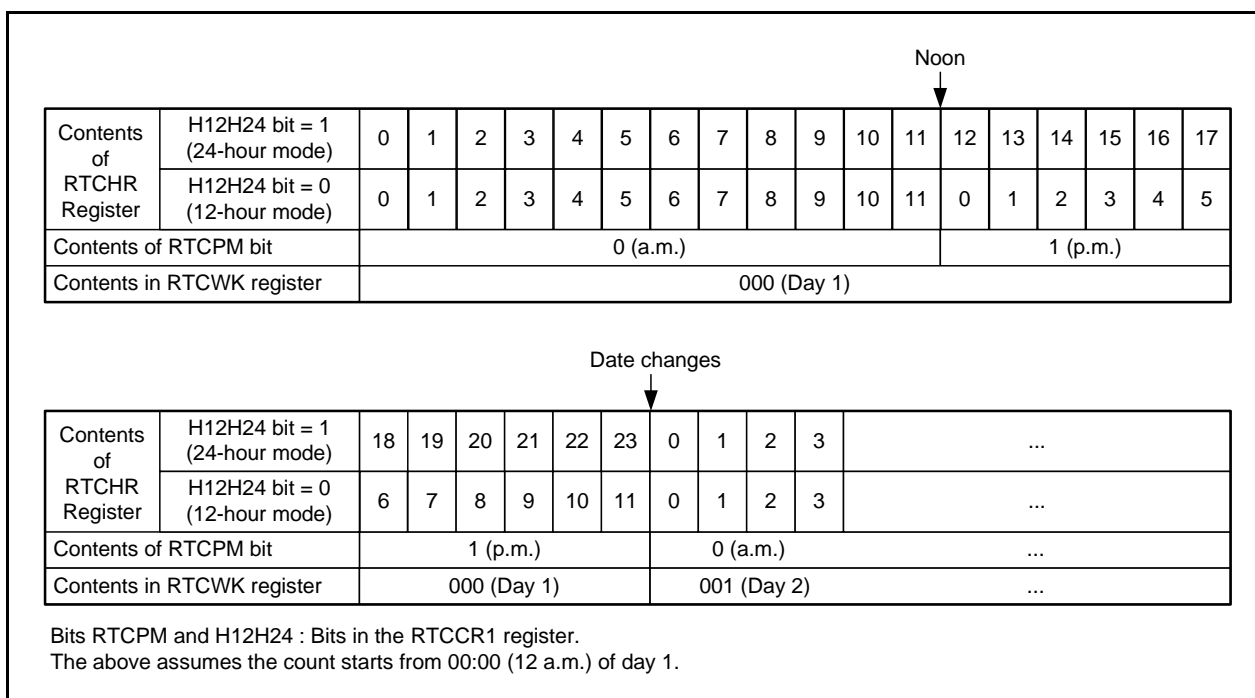 Noon
Contents of RTCHR Register
H12H24 bit = 1 (24-hour mode) 0 1 2 3 4 5 6 7 8 9 10 11 12 13 14 15 16 17
H12H24 bit = 0 (12-hour mode) 0 1 2 3 4 5 6 7 8 9 10 11 0 1 2 3 4 5
Contents of RTCPM bit 0 (a.m.) 1 (p.m.)
Contents in RTCWK register 000 (Day 1)
Date changes
Contents of RTCHR Register
H12H24 bit = 1 (24-hour mode) 18 19 20 21 22 23 0 1 2 3 ...
H12H24 bit = 0 (12-hour mode) 6 7 8 9 10 11 0 1 2 3 ...
Contents of RTCPM bit 1 (p.m.) 0 (a.m.) ...
Contents in RTCWK register 000 (Day 1) 001 (Day 2) ...
Bits RTCPM and H12H24 : Bits in the RTCCR1 register.
The above assumes the count starts from 00:00 (12 a.m.) of day 1.